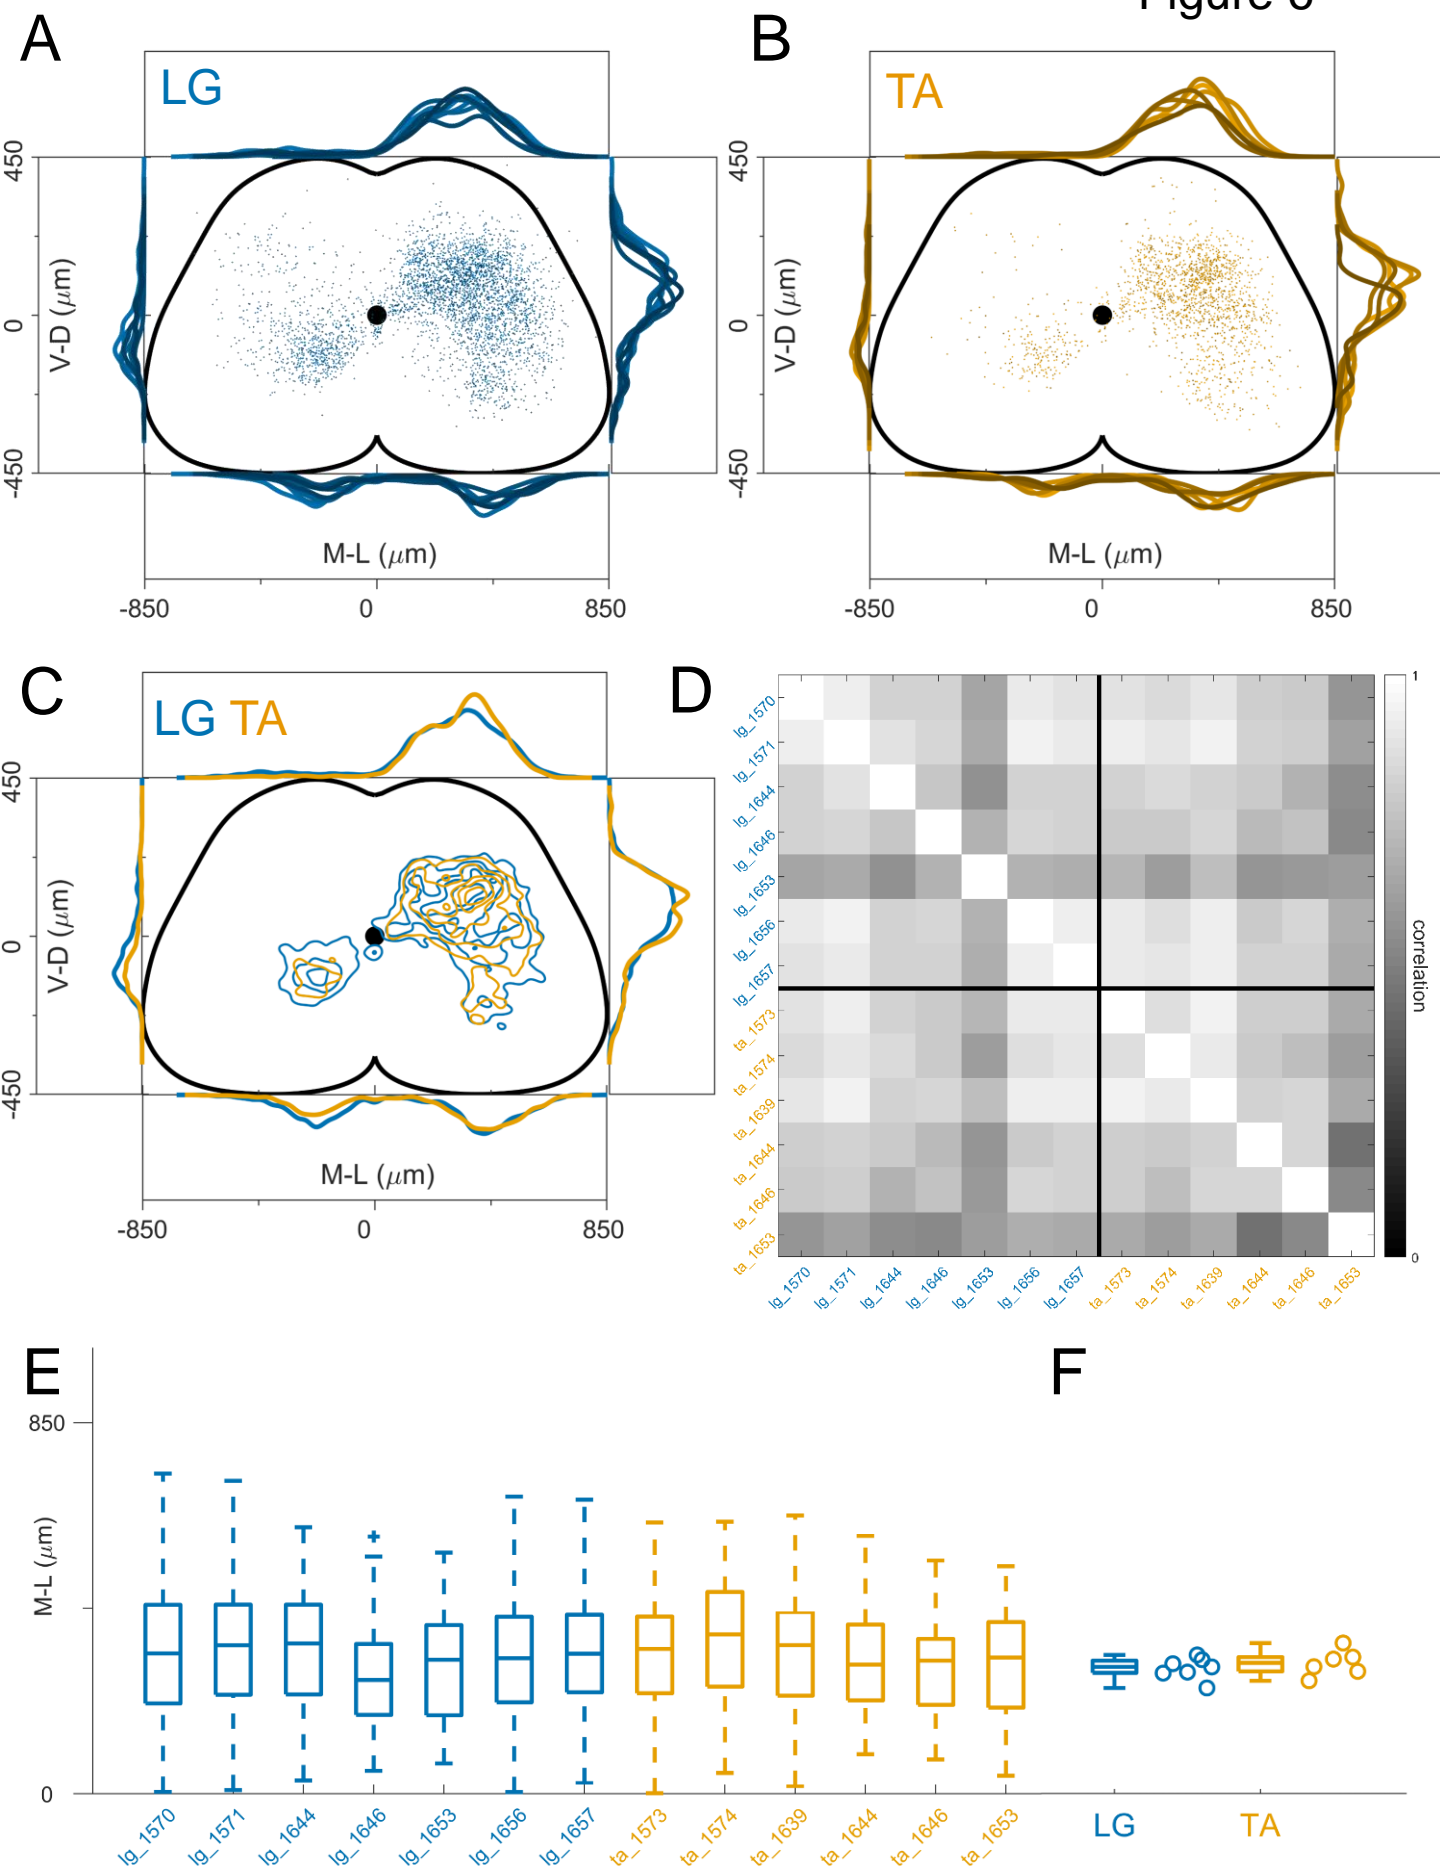 Figure 6
A
LG
450
0
-450
V-D (μm)
M-L (μm)
-850
0
850
B
TA
450
0
-450
V-D (μm)
M-L (μm)
-850
0
850
C
LG TA
450
0
-450
V-D (μm)
M-L (μm)
-850
0
850
D
lg_1570
lg_1571
lg_1644
lg_1646
lg_1653
lg_1656
lg_1657
ta_1573
ta_1574
ta_1639
ta_1644
ta_1646
ta_1653
lg_1570
lg_1571
lg_1644
lg_1646
lg_1653
lg_1656
lg_1657
ta_1573
ta_1574
ta_1639
ta_1644
ta_1646
ta_1653
1
correlation
0
E
850
M-L (μm)
0
lg_1570
lg_1571
lg_1644
lg_1646
lg_1653
lg_1656
lg_1657
ta_1573
ta_1574
ta_1639
ta_1644
ta_1646
ta_1653
F
LG
TA